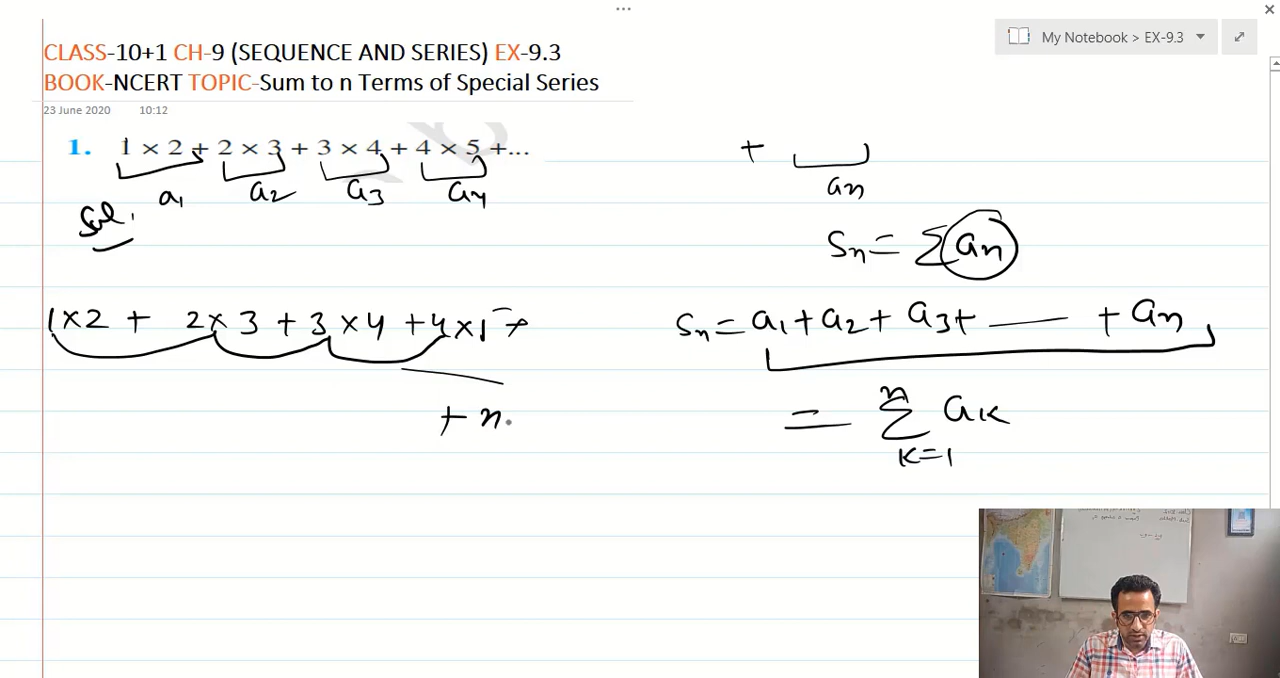 My Notebook > EX-9.3
CLASS-10+1 CH-9 (SEQUENCE AND SERIES) EX-9.3
BOOK-NCERT TOPIC-Sum to n Terms of Special Series
23 June 2020 10:12
1. 1 × 2 + 2 × 3 + 3 × 4 + 4 × 5 +...
+
a1 a2 a3 a4
an
Sol.
Sn = Σ an
1×2 + 2×3 + 3×4 + 4×5 +
Sn = a1 + a2 + a3 + — + an
+ n.
= Σ n k=1 ak